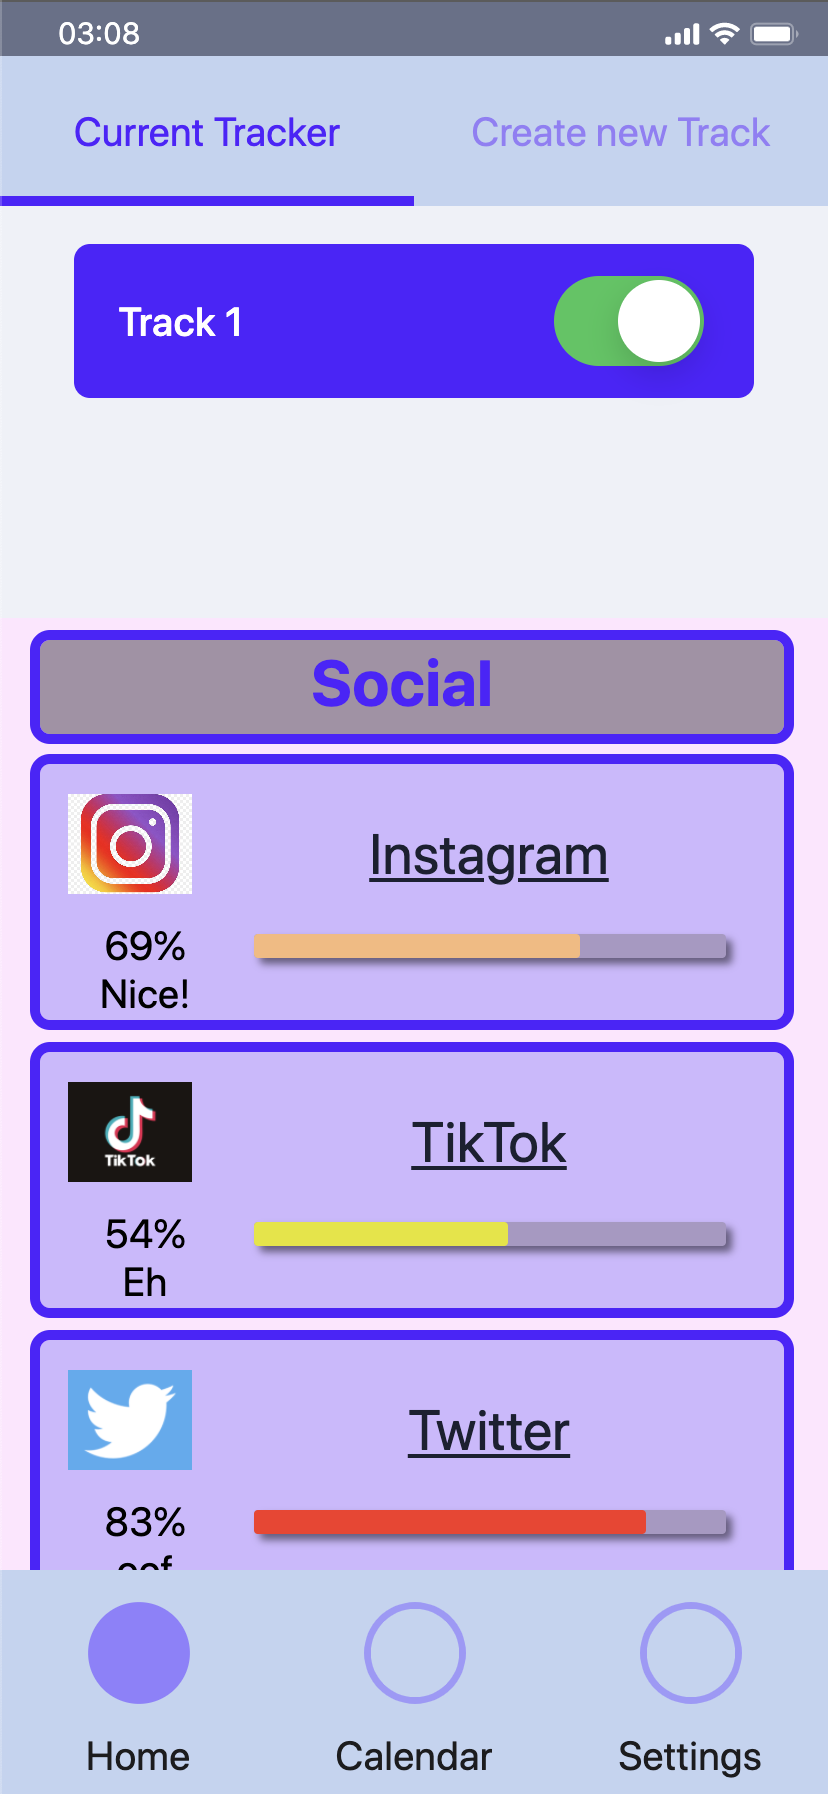 03:08
Current Tracker
Create new Track
Track 1
Social
Instagram
69%
Nice!
TikTok
TikTok
54%
Eh
Twitter
83%
Home
Calendar
Settings